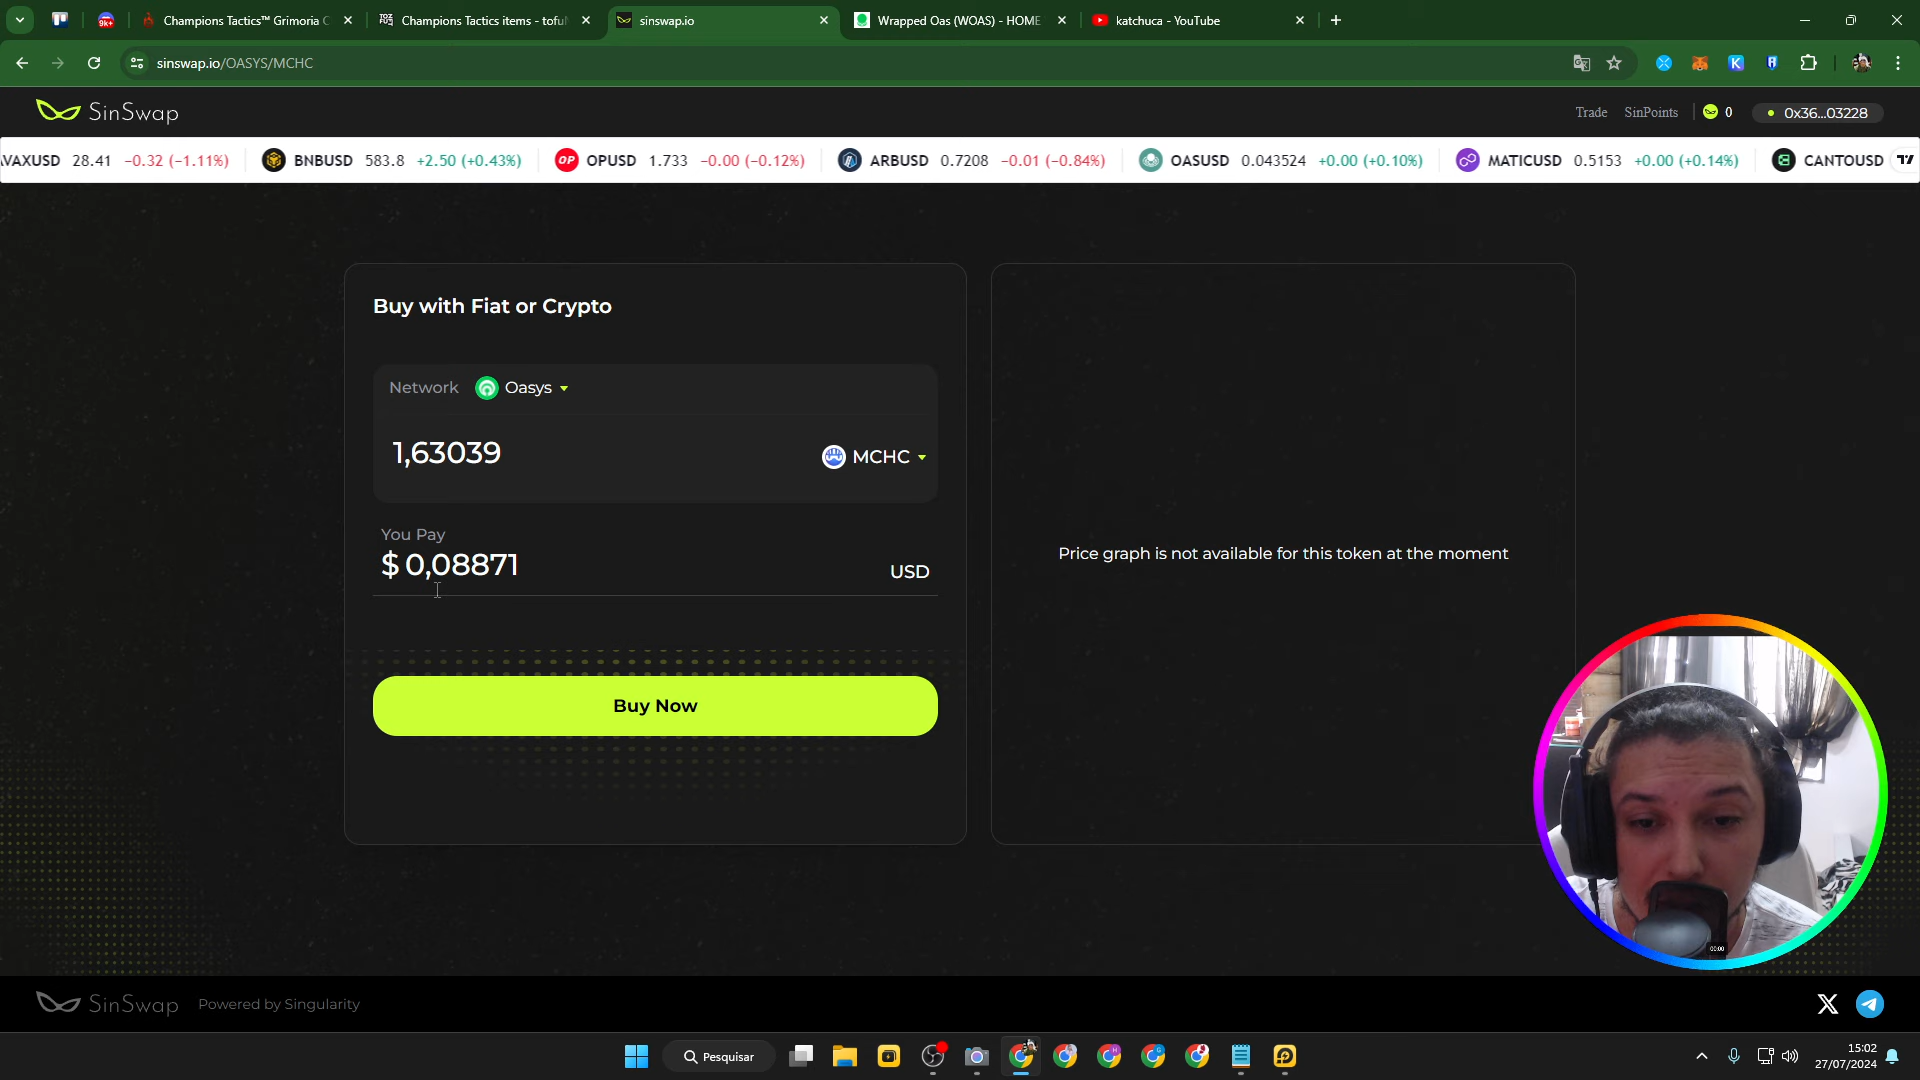 Champions Tactics™ Grimoria C
Champions Tactics items - tofu
sinswap.io
Wrapped Oas (WOAS) - HOME
katchuca - YouTube
9k+
sinswap.io/OASYS/MCHC
SinSwap
Trade
SinPoints
0
0x36...03228
AVAXUSD 28.41 −0.32 (−1.11%)
BNBUSD 583.8 +2.50 (+0.43%)
OP OPUSD 1.733 −0.00 (−0.12%)
ARBUSD 0.7208 −0.01 (−0.84%)
OASUSD 0.043524 +0.00 (+0.10%)
MATICUSD 0.5153 +0.00 (+0.14%)
CANTOUSD
Buy with Fiat or Crypto
Network Oasys
1,63039
MCHC
You Pay
$ 0,08871
USD
Buy Now
Price graph is not available for this token at the moment
00:00
SinSwap Powered by Singularity
Pesquisar
15:02
27/07/2024